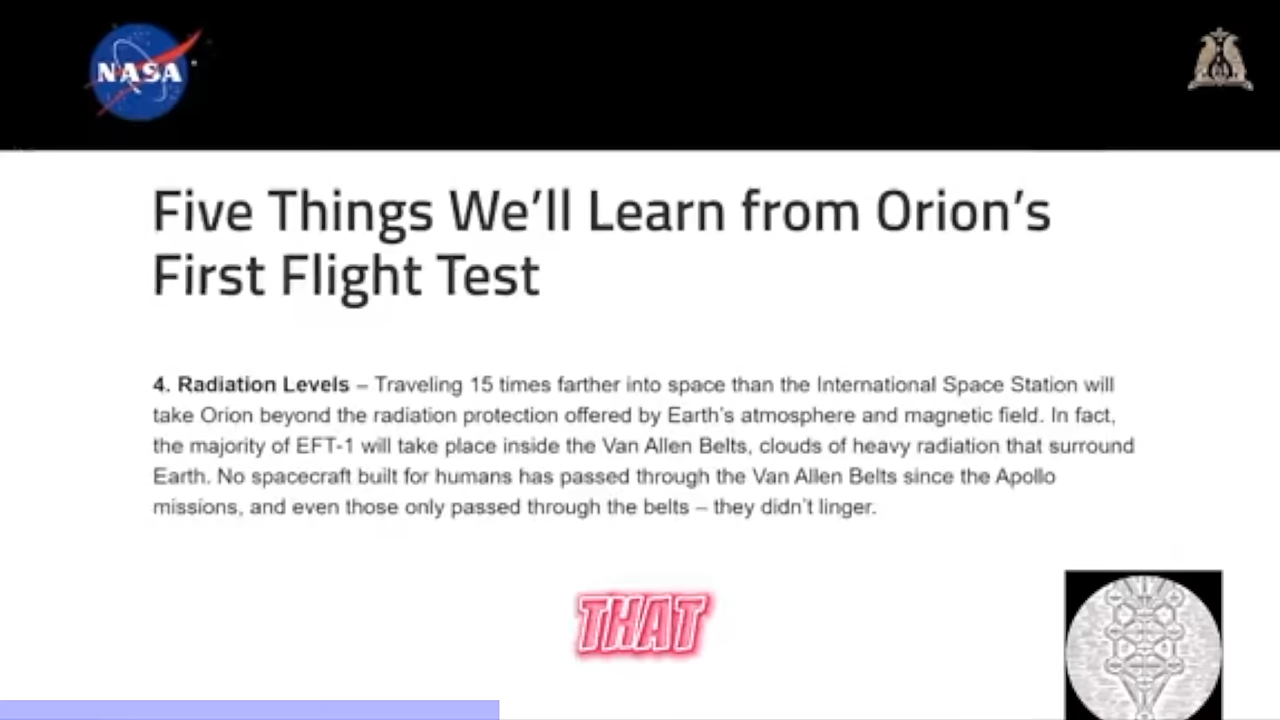 NASA
Five Things We'll Learn from Orion's
First Flight Test
4. Radiation Levels – Traveling 15 times farther into space than the International Space Station will
take Orion beyond the radiation protection offered by Earth's atmosphere and magnetic field. In fact,
the majority of EFT-1 will take place inside the Van Allen Belts, clouds of heavy radiation that surround
Earth. No spacecraft built for humans has passed through the Van Allen Belts since the Apollo
missions, and even those only passed through the belts – they didn't linger.
THAT